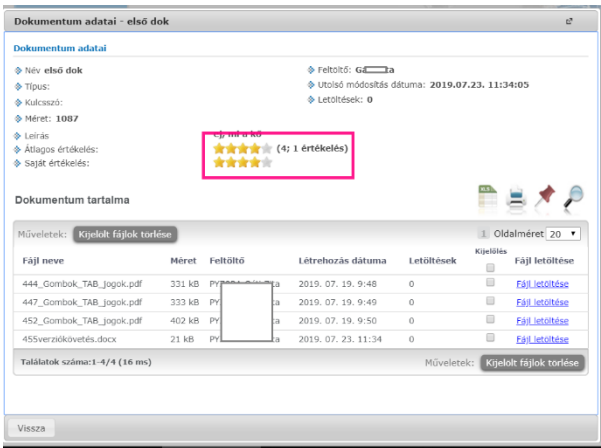 Dokumentum adatai - első dok
Dokumentum adatai
Név első dok
Feltöltő:
Típus:
Utolsó módosítás dátuma: 2019.07.23. 11:34:05
Kulcsszó:
Letöltések: 0
Méret: 1087
Leírás ej, mi a kő
Átlagos értékelés: (4; 1 értékelés)
Saját értékelés:
Dokumentum tartalma
XLS
Műveletek: Kijelölt fájlok törlése 1 Oldalméret 20
Fájl neve Méret Feltöltő Létrehozás dátuma Letöltések Kijelölés Fájl letöltése
444_Gombok_TAB_jogok.pdf 331 kB 2019. 07. 19. 9:48 0 Fájl letöltése
447_Gombok_TAB_jogok.pdf 333 kB 2019. 07. 19. 9:49 0 Fájl letöltése
452_Gombok_TAB_jogok.pdf 402 kB 2019. 07. 19. 9:50 0 Fájl letöltése
455verziókövetés.docx 21 kB 2019. 07. 23. 11:34 0 Fájl letöltése
Találatok száma:1-4/4 (16 ms) Műveletek: Kijelölt fájlok törlése
Vissza